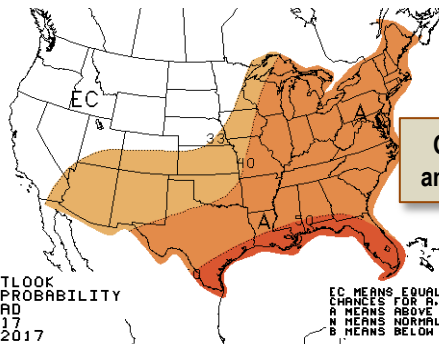 EC
33
40
A
A
50
TLOOK
PROBABILITY
AD
17
2017
EC MEANS EQUAL
CHANCES FOR A,
A MEANS ABOVE
N MEANS NORMAL
B MEANS BELOW